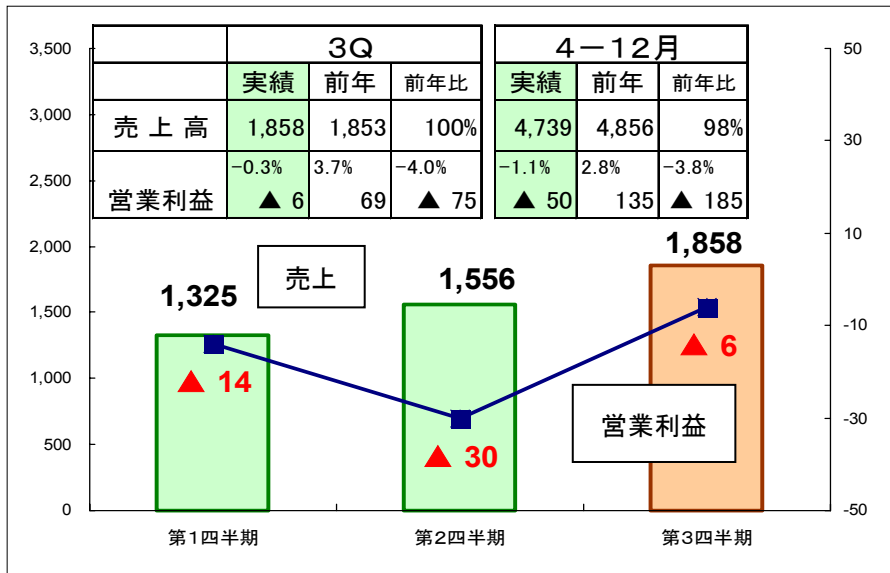 3Q 4－12月
実績 前年 前年比 実績 前年 前年比
売上高 1,858 1,853 100% 4,739 4,856 98%
−0.3% 3.7% −4.0% −1.1% 2.8% −3.8%
営業利益 ▲ 6 69 ▲ 75 ▲ 50 135 ▲ 185
3,500
3,000
2,500
2,000
1,500
1,000
500
0
50
30
10
-10
-30
-50
売上
1,325
1,556
1,858
▲ 14
▲ 30
▲ 6
営業利益
第1四半期
第2四半期
第3四半期